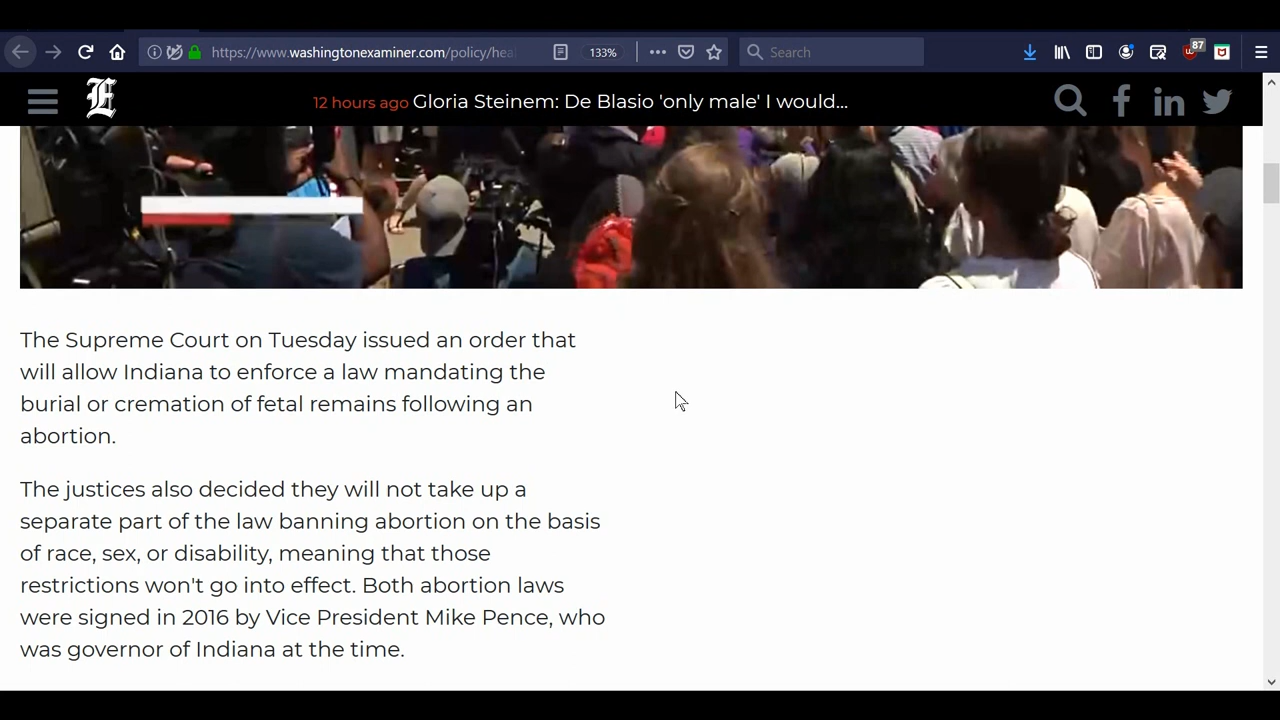 https://www.washingtonexaminer.com/policy/hea
133%
Search
87
E
12 hours ago Gloria Steinem: De Blasio 'only male' I would...
The Supreme Court on Tuesday issued an order that
will allow Indiana to enforce a law mandating the
burial or cremation of fetal remains following an
abortion.
The justices also decided they will not take up a
separate part of the law banning abortion on the basis
of race, sex, or disability, meaning that those
restrictions won't go into effect. Both abortion laws
were signed in 2016 by Vice President Mike Pence, who
was governor of Indiana at the time.